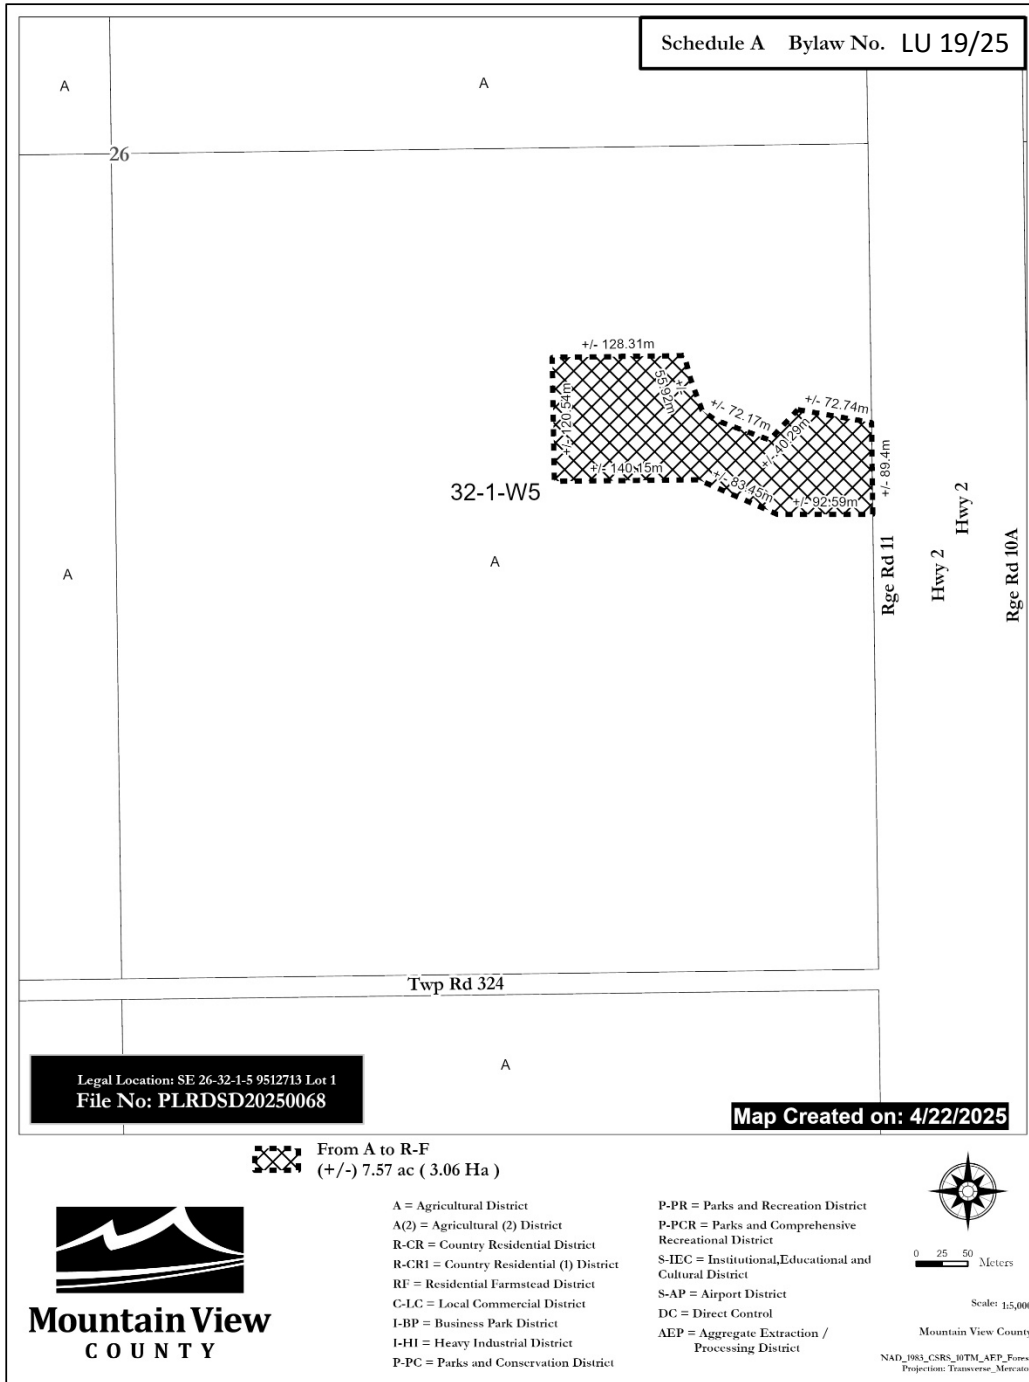 Schedule A Bylaw No. LU 19/25
A
A
26
+/- 128.31m
+/- 55.92m
+/- 72.17m
+/- 72.74m
+/- 120.54m
+/- 40.29m
+/- 89.4m
+/- 140.15m
+/- 83.45m
+/- 92.59m
32-1-W5
A
A
Rge Rd 11
Hwy 2
Hwy 2
Rge Rd 10A
Twp Rd 324
A
Legal Location: SE 26-32-1-5 9512713 Lot 1
File No: PLRDSD20250068
Map Created on: 4/22/2025
From A to R-F
(+/-) 7.57 ac ( 3.06 Ha )
Mountain View
COUNTY
A = Agricultural District
A(2) = Agricultural (2) District
R-CR = Country Residential District
R-CR1 = Country Residential (1) District
RF = Residential Farmstead District
C-LC = Local Commercial District
I-BP = Business Park District
I-HI = Heavy Industrial District
P-PC = Parks and Conservation District
P-PR = Parks and Recreation District
P-PCR = Parks and Comprehensive
Recreational District
S-IEC = Institutional,Educational and
Cultural District
S-AP = Airport District
DC = Direct Control
AEP = Aggregate Extraction /
Processing District
0 25 50 Meters
Scale: 1:5,000
Mountain View County
NAD_1983_CSRS_10TM_AEP_Fores
Projection: Transverse_Mercator